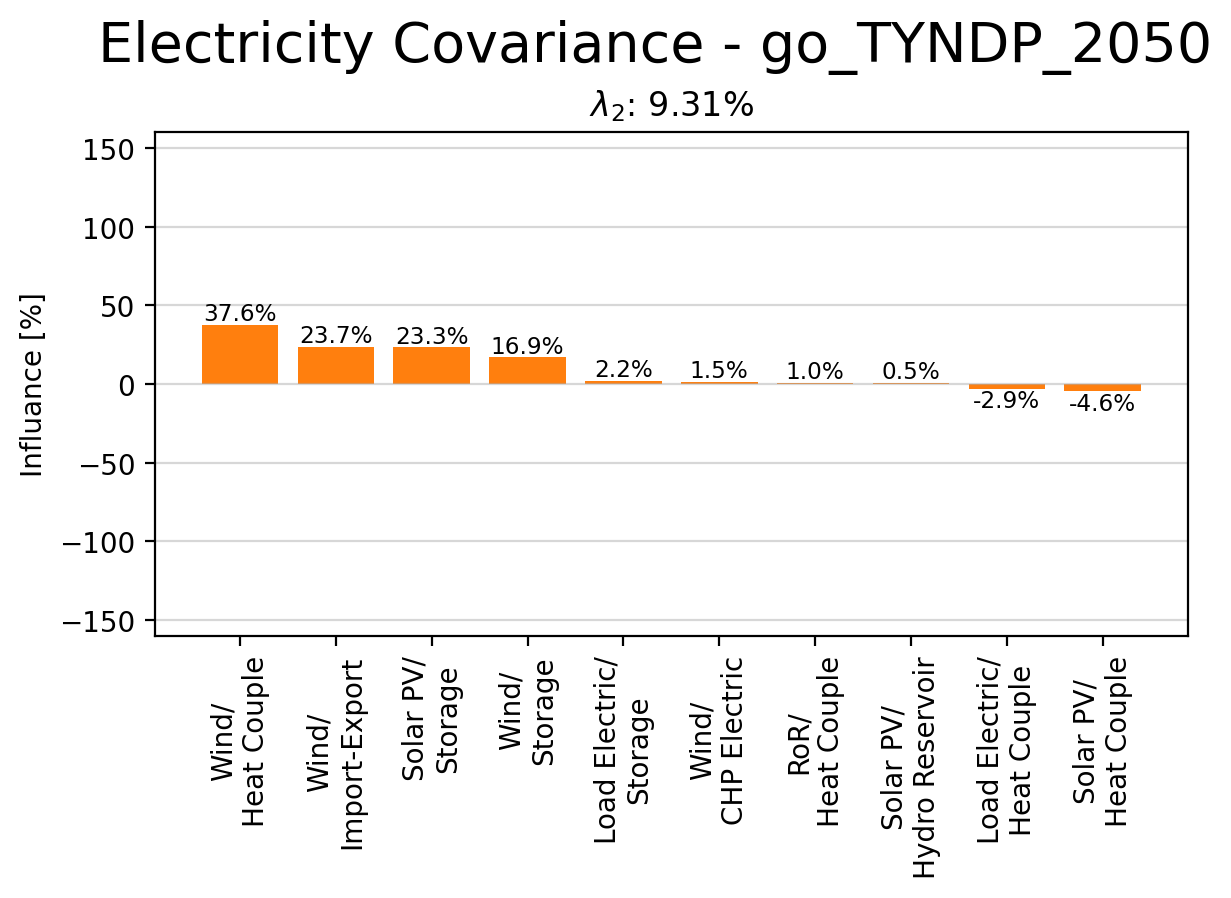 Electricity Covariance - go_TYNDP_2050
λ₂: 9.31%
Influance [%]
150
100
50
0
−50
−100
−150
37.6%
23.7%
23.3%
16.9%
2.2%
1.5%
1.0%
0.5%
-2.9%
-4.6%
Wind/
Heat Couple
Wind/
Import-Export
Solar PV/
Storage
Wind/
Storage
Load Electric/
Storage
Wind/
CHP Electric
RoR/
Heat Couple
Solar PV/
Hydro Reservoir
Load Electric/
Heat Couple
Solar PV/
Heat Couple